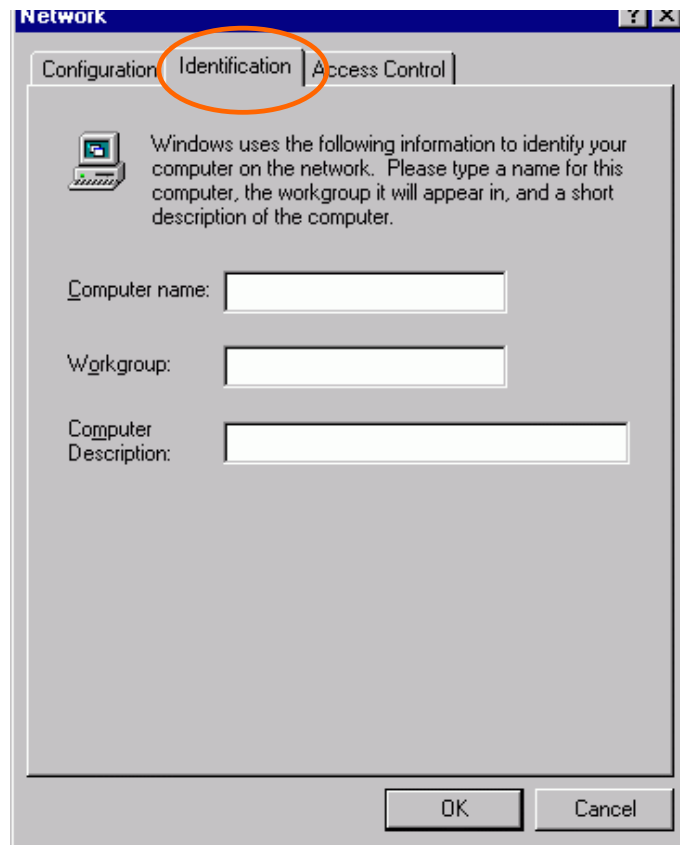 Network
Configuration Identification Access Control
Windows uses the following information to identify your
computer on the network. Please type a name for this
computer, the workgroup it will appear in, and a short
description of the computer.
Computer name:
Workgroup:
Computer
Description:
OK Cancel